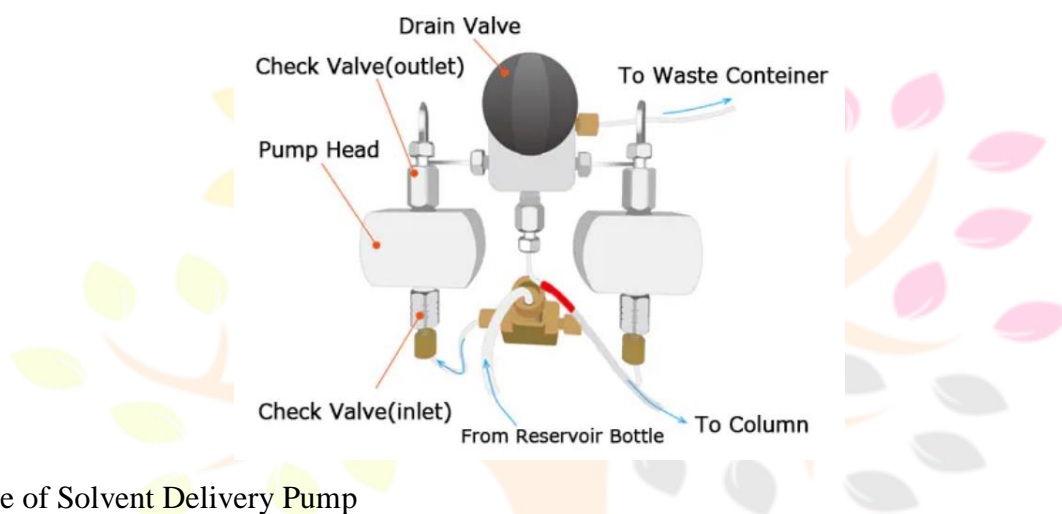 Drain Valve
Check Valve(outlet)
To Waste Conteiner
Pump Head
Check Valve(inlet)
From Reservoir Bottle
To Column
e of Solvent Delivery Pump